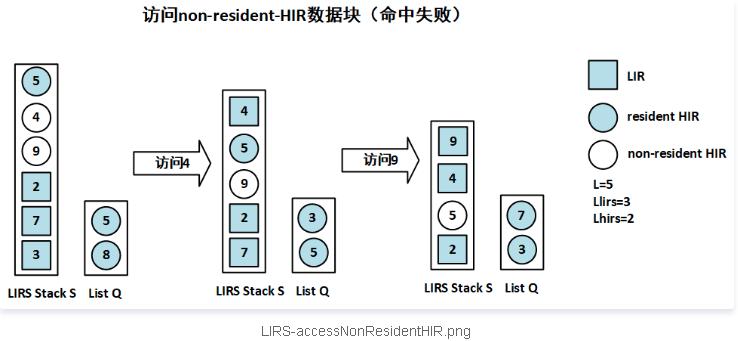 访问non-resident-HIR数据块（命中失败）
5
4
9
2
7
3
5
8
LIRS Stack S
List Q
访问4
4
5
9
2
7
3
5
LIRS Stack S
List Q
访问9
9
4
5
2
7
3
LIRS Stack S
List Q
LIR
resident HIR
non-resident HIR
L=5
Llirs=3
Lhirs=2
LIRS-accessNonResidentHIR.png